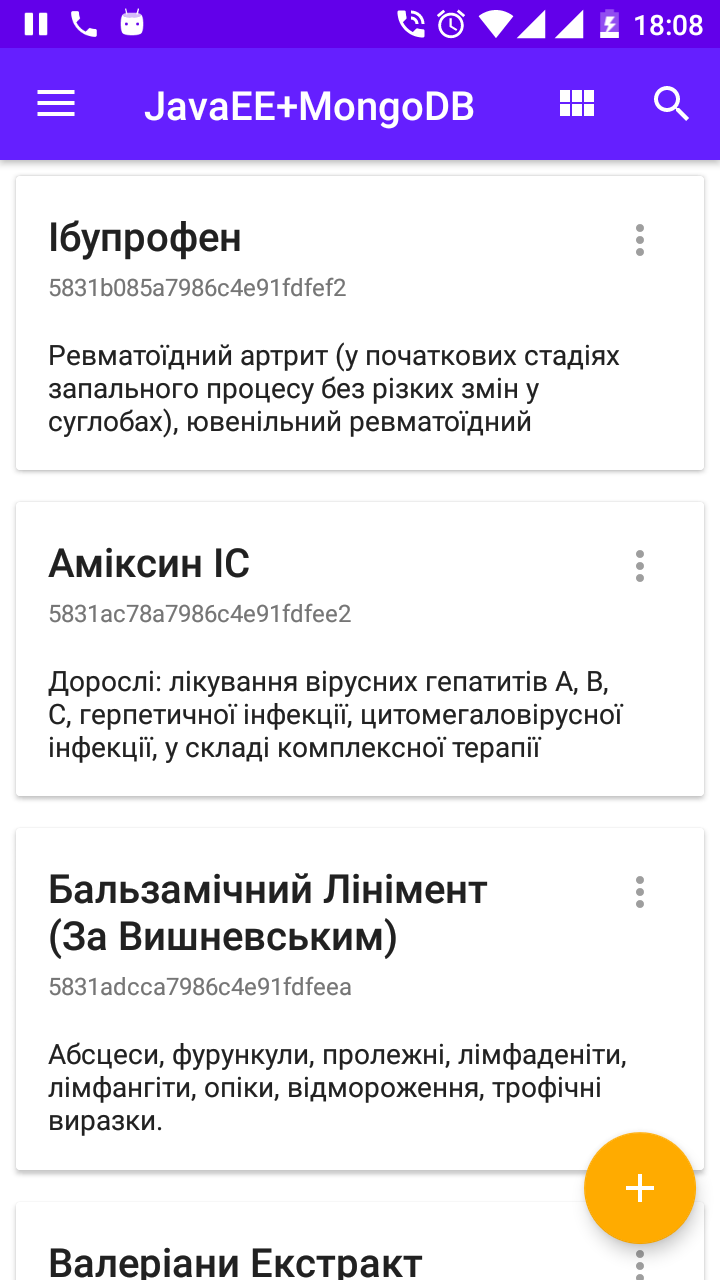 18:08
JavaEE+MongoDB
Ібупрофен
5831b085a7986c4e91fdfef2
Ревматоїдний артрит (у початкових стадіях
запального процесу без різких змін у
суглобах), ювенільний ревматоїдний
Аміксин ІС
5831ac78a7986c4e91fdfee2
Дорослі: лікування вірусних гепатитів А, В,
С, герпетичної інфекції, цитомегаловірусної
інфекції, у складі комплексної терапії
Бальзамічний Лінімент
(За Вишневським)
5831adcca7986c4e91fdfeea
Абсцеси, фурункули, пролежні, лімфаденіти,
лімфангіти, опіки, відмороження, трофічні
виразки.
Валеріани Екстракт